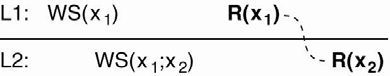 L1: WS(x₁) R(x₁)
L2: WS(x₁;x₂) R(x₂)